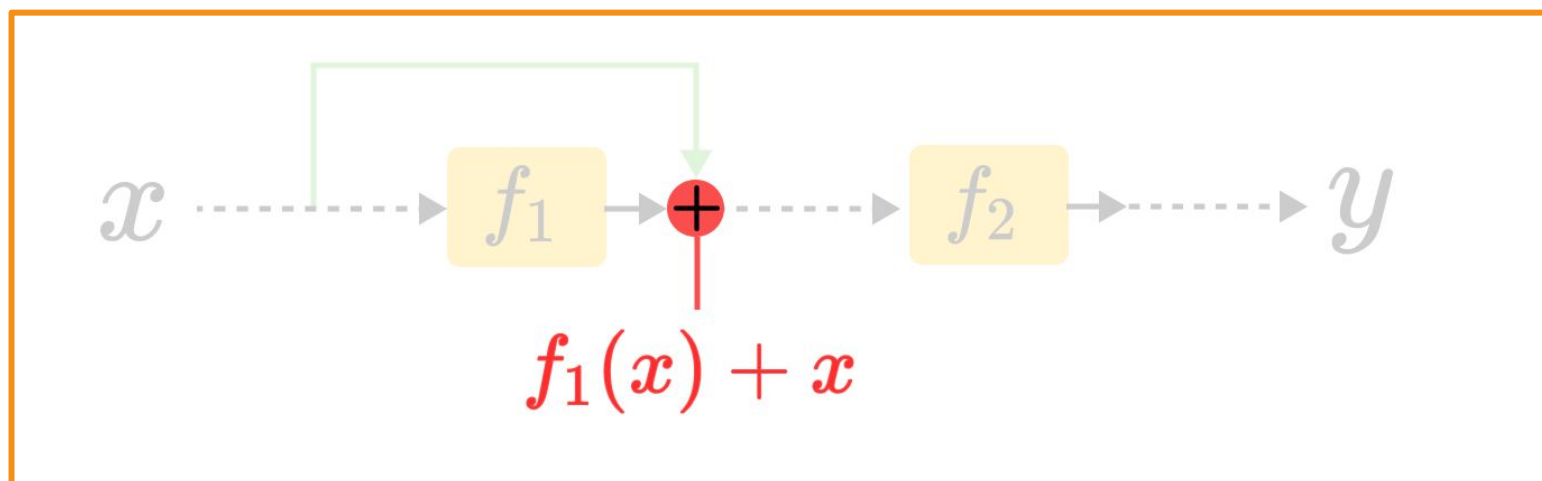 x f₁ + f₂ y
f₁(x) + x